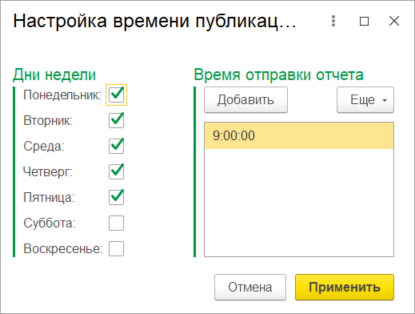 Настройка времени публикац...
Дни недели
Понедельник:
Вторник:
Среда:
Четверг:
Пятница:
Суббота:
Воскресенье:
Время отправки отчета
Добавить
Еще
9:00:00
Отмена
Применить